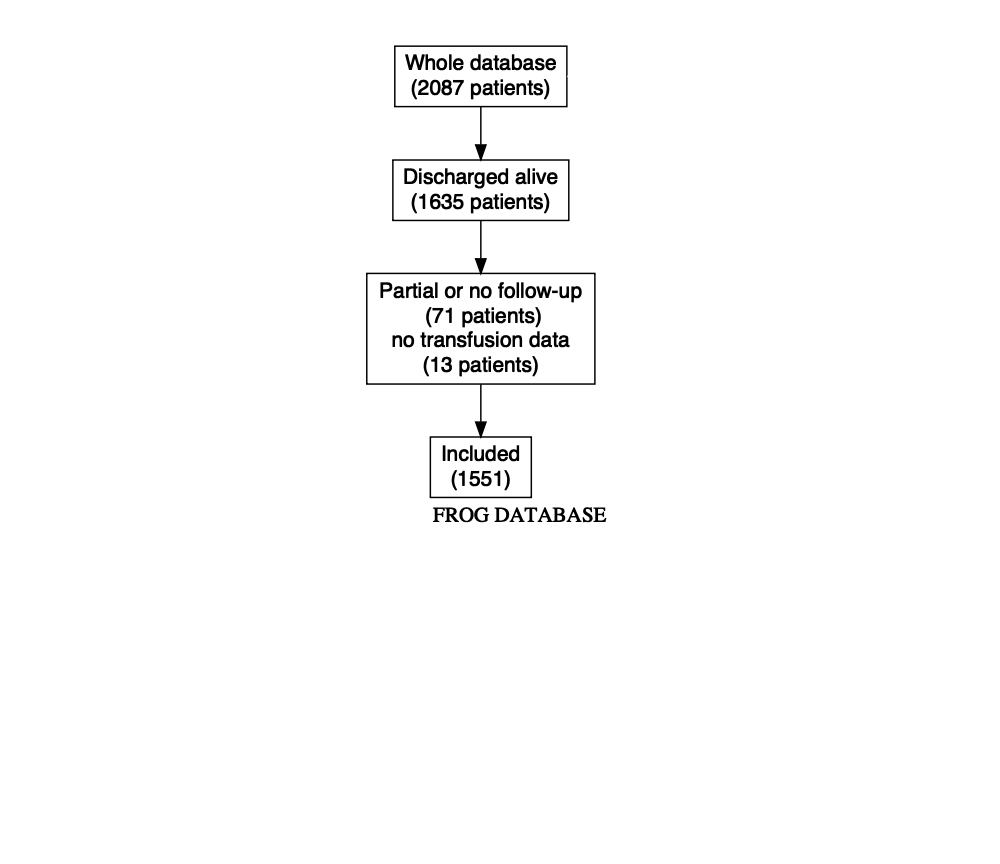 Whole database
(2087 patients)
Discharged alive
(1635 patients)
Partial or no follow-up
(71 patients)
no transfusion data
(13 patients)
Included
(1551)
FROG DATABASE